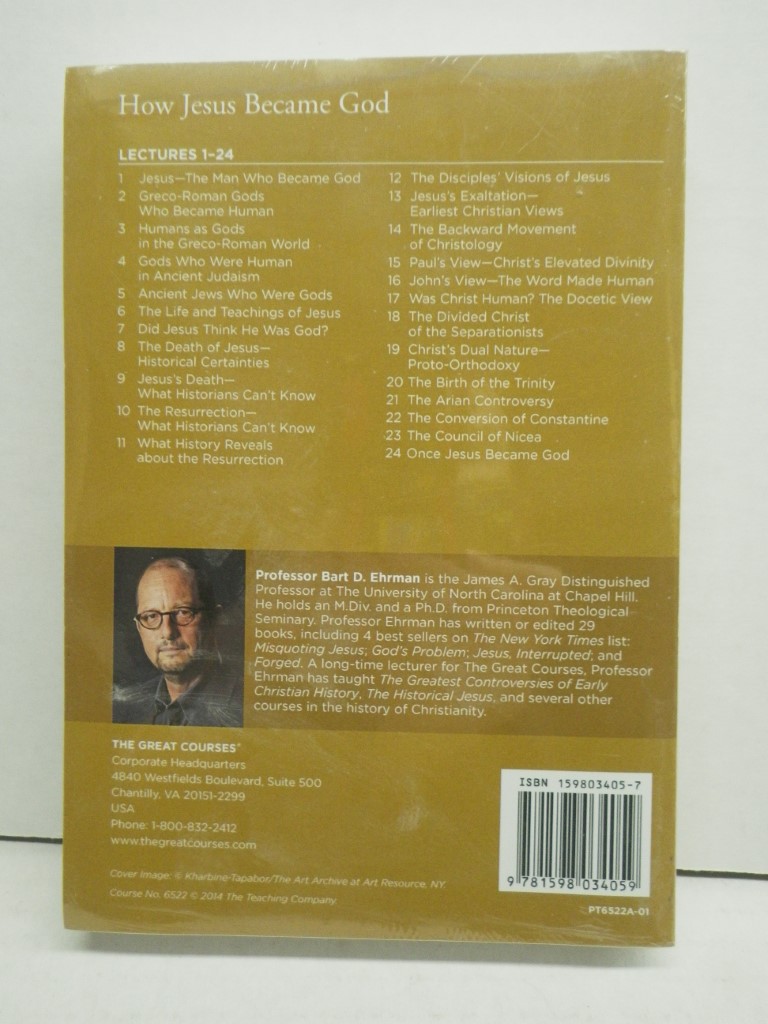 How Jesus Became God
LECTURES 1–24
1 Jesus—The Man Who Became God
2 Greco-Roman Gods
Who Became Human
3 Humans as Gods
in the Greco-Roman World
4 Gods Who Were Human
in Ancient Judaism
5 Ancient Jews Who Were Gods
6 The Life and Teachings of Jesus
7 Did Jesus Think He Was God?
8 The Death of Jesus—
Historical Certainties
9 Jesus's Death—
What Historians Can't Know
10 The Resurrection—
What Historians Can't Know
11 What History Reveals
about the Resurrection
12 The Disciples' Visions of Jesus
13 Jesus's Exaltation—
Earliest Christian Views
14 The Backward Movement
of Christology
15 Paul's View—Christ's Elevated Divinity
16 John's View—The Word Made Human
17 Was Christ Human? The Docetic View
18 The Divided Christ
of the Separationists
19 Christ's Dual Nature—
Proto-Orthodoxy
20 The Birth of the Trinity
21 The Arian Controversy
22 The Conversion of Constantine
23 The Council of Nicea
24 Once Jesus Became God
Professor Bart D. Ehrman is the James A. Gray Distinguished
Professor at The University of North Carolina at Chapel Hill.
He holds an M.Div. and a Ph.D. from Princeton Theological
Seminary. Professor Ehrman has written or edited 29
books, including 4 best sellers on The New York Times list:
Misquoting Jesus; God's Problem; Jesus, Interrupted; and
Forged. A long-time lecturer for The Great Courses, Professor
Ehrman has taught The Greatest Controversies of Early
Christian History, The Historical Jesus, and several other
courses in the history of Christianity.
THE GREAT COURSES®
Corporate Headquarters
4840 Westfields Boulevard, Suite 500
Chantilly, VA 20151-2299
USA
Phone: 1-800-832-2412
www.thegreatcourses.com
Cover Image: © Kharbine-Tapabor/The Art Archive at Art Resource, NY.
Course No. 6522 © 2014 The Teaching Company.
ISBN 159803405-7
9 781598 034059
PT6522A-01